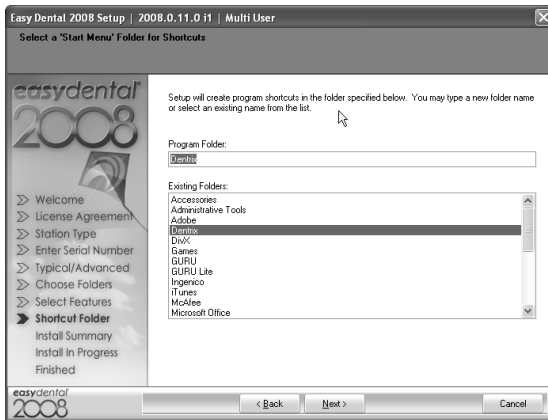 Easy Dental 2008 Setup | 2008.0.11.0 i1 | Multi User
Select a 'Start Menu' Folder for Shortcuts
easydental
2008
Welcome
License Agreement
Station Type
Enter Serial Number
Typical/Advanced
Choose Folders
Select Features
Shortcut Folder
Install Summary
Install In Progress
Finished
Setup will create program shortcuts in the folder specified below. You may type a new folder name
or select an existing name from the list.
Program Folder:
Dentrix
Existing Folders:
Accessories
Administrative Tools
Adobe
Dentrix
DivX
Games
GURU
GURU Lite
Ingenico
iTunes
McAfee
Microsoft Office
easydental
2008
< Back
Next >
Cancel